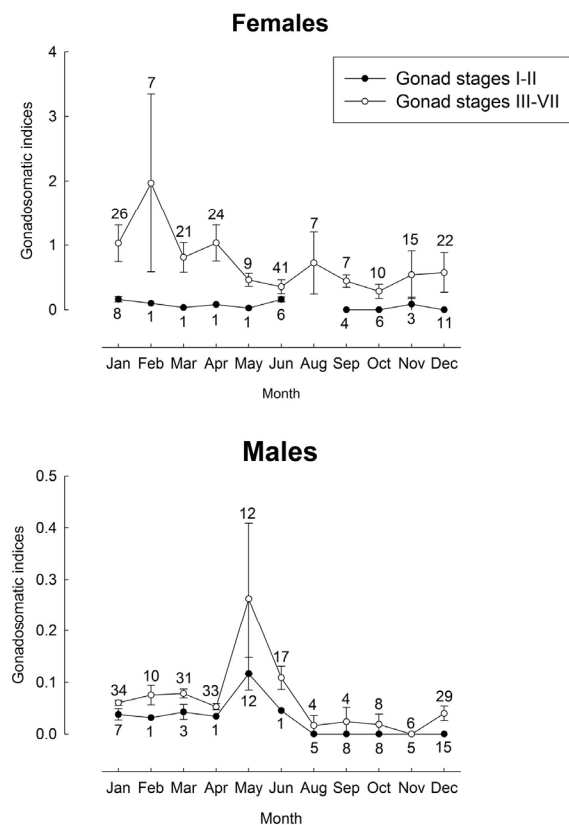 Females
Gonad stages I-II
Gonad stages III-VII
Gonadosomatic indices
4
3
2
1
0
26 7 21 24 9 41 7 7 10 15 22
8 1 1 1 1 6 4 6 3 11
Jan Feb Mar Apr May Jun Aug Sep Oct Nov Dec
Month
Males
Gonadosomatic indices
0.5
0.4
0.3
0.2
0.1
0.0
34 10 31 33 12 17 4 4 8 6 29
7 1 3 1 12 1 5 8 8 5 15
Jan Feb Mar Apr May Jun Aug Sep Oct Nov Dec
Month